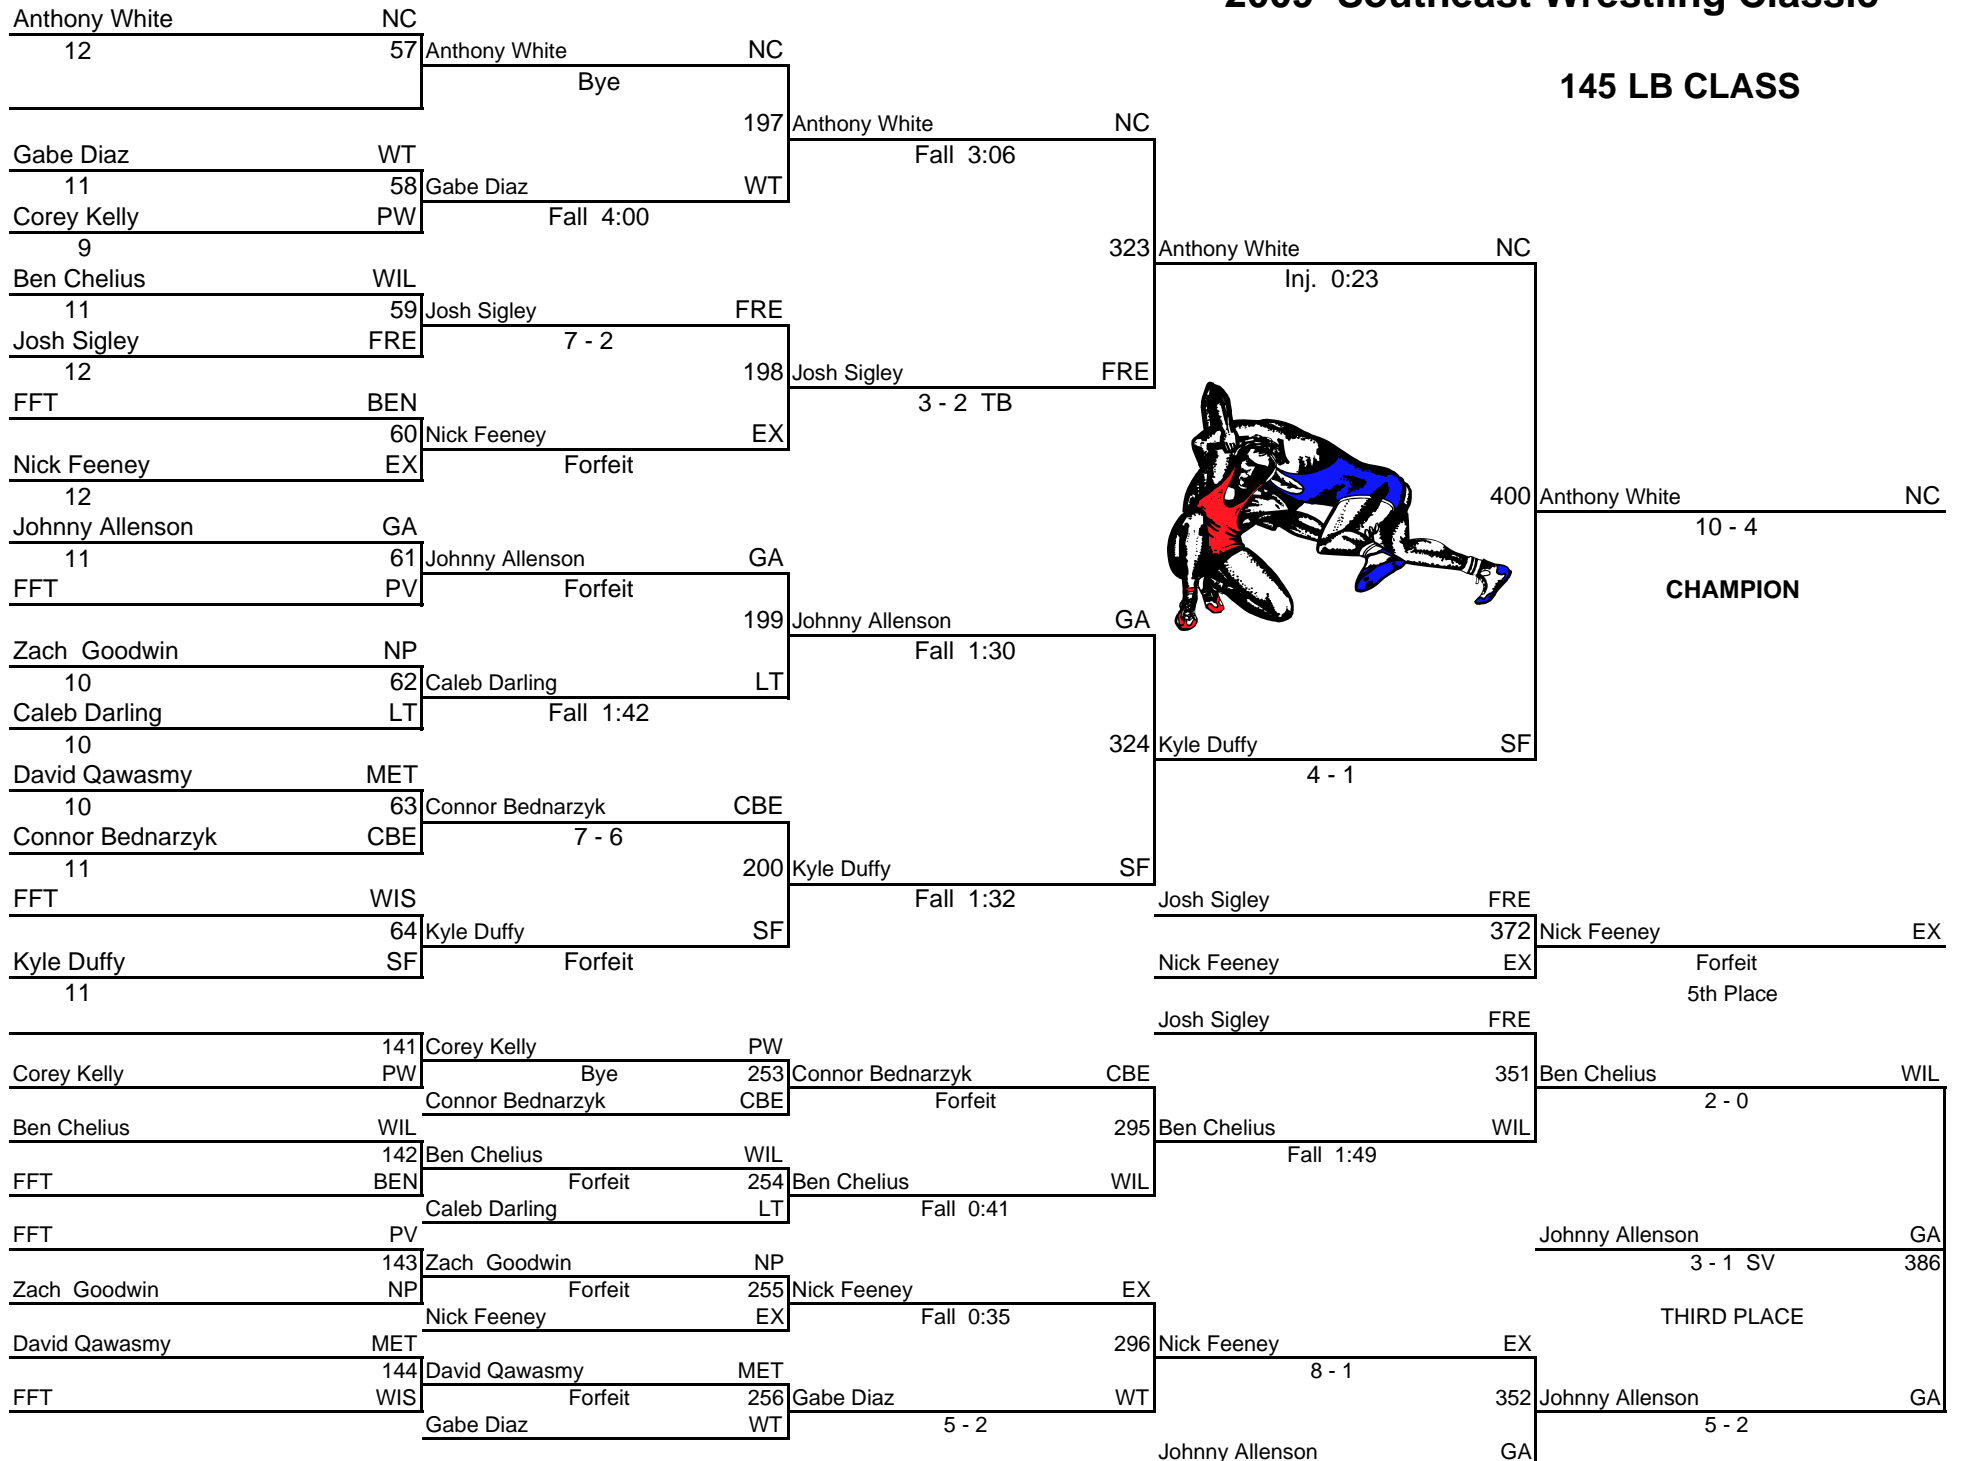 2009 Southeast Wrestling Classic
145 LB CLASS
Anthony White NC
12 57
Anthony White NC
Bye
197 Anthony White NC
Fall 3:06
Gabe Diaz WT
11 58
Corey Kelly PW
9
Gabe Diaz WT
Fall 4:00
323 Anthony White NC
Inj. 0:23
Ben Chelius WIL
11 59
Josh Sigley FRE
12
Josh Sigley FRE
7 - 2
198 Josh Sigley FRE
3 - 2 TB
FFT BEN
60
Nick Feeney EX
12
Nick Feeney EX
Forfeit
400 Anthony White NC
10 - 4
CHAMPION
Johnny Allenson GA
11 61
FFT PV
Johnny Allenson GA
Forfeit
199 Johnny Allenson GA
Fall 1:30
Zach Goodwin NP
10 62
Caleb Darling LT
10
Caleb Darling LT
Fall 1:42
324 Kyle Duffy SF
4 - 1
David Qawasmy MET
10 63
Connor Bednarzyk CBE
11
Connor Bednarzyk CBE
7 - 6
200 Kyle Duffy SF
Fall 1:32
FFT WIS
64
Kyle Duffy SF
11
Kyle Duffy SF
Forfeit
Josh Sigley FRE
372 Nick Feeney EX
Nick Feeney EX
Forfeit
5th Place
Josh Sigley FRE
141 Corey Kelly PW
Corey Kelly PW
Bye
253 Connor Bednarzyk CBE
Connor Bednarzyk CBE
Forfeit
351 Ben Chelius WIL
2 - 0
Ben Chelius WIL
295 Ben Chelius WIL
Fall 1:49
142 Ben Chelius WIL
FFT BEN
Forfeit
254 Ben Chelius WIL
Caleb Darling LT
Fall 0:41
FFT PV
Johnny Allenson GA
3 - 1 SV 386
143 Zach Goodwin NP
Zach Goodwin NP
Forfeit
255 Nick Feeney EX
Nick Feeney EX
Fall 0:35
THIRD PLACE
David Qawasmy MET
296 Nick Feeney EX
8 - 1
144 David Qawasmy MET
FFT WIS
Forfeit
256 Gabe Diaz WT
Gabe Diaz WT
5 - 2
352 Johnny Allenson GA
5 - 2
Johnny Allenson GA